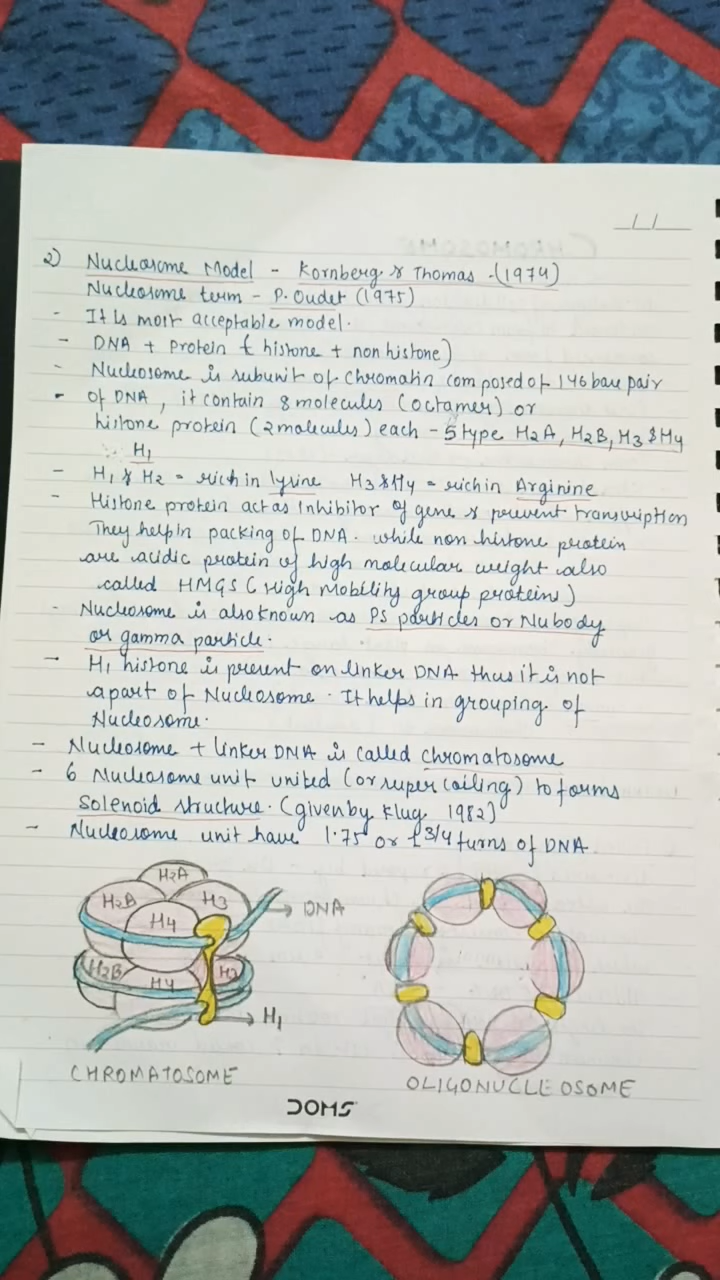 2) Nucleosome Model - Kornberg & Thomas -(1974)
Nucleosome term - P. Oudet (1975)
- It is most acceptable model.
- DNA + Protein ( histone + non histone)
- Nucleosome is subunit of chromatin composed of 146 base pair
- of DNA, it contain 8 molecules (octamer) or
histone protein (2 molecules) each - 5 type H2A, H2B, H3 & H4
H1
- H1 & H2 = rich in lysine H3 & H4 = rich in Arginine
- Histone protein act as inhibitor of gene & prevent transcription
They help in packing of DNA. while non histone protein
are acidic protein of high molecular weight also
called HMGS ( High Mobility group proteins)
- Nucleosome is also known as PS particles or Nubody
or gamma particle.
- H1 histone is present on linker DNA thus it is not
a part of Nucleosome. It helps in grouping of
Nucleosome.
- Nucleosome + linker DNA is called chromatosome
- 6 Nucleosome unit united (or super coiling) to forms
Solenoid structure. (given by Klug 1982)
- Nucleosome unit have 1.75 or 1 3/4 turns of DNA
H2A
H2B H3
H4
DNA
H2B H4 H3
H1
CHROMATOSOME
OLIGONUCLEOSOME
DOMS